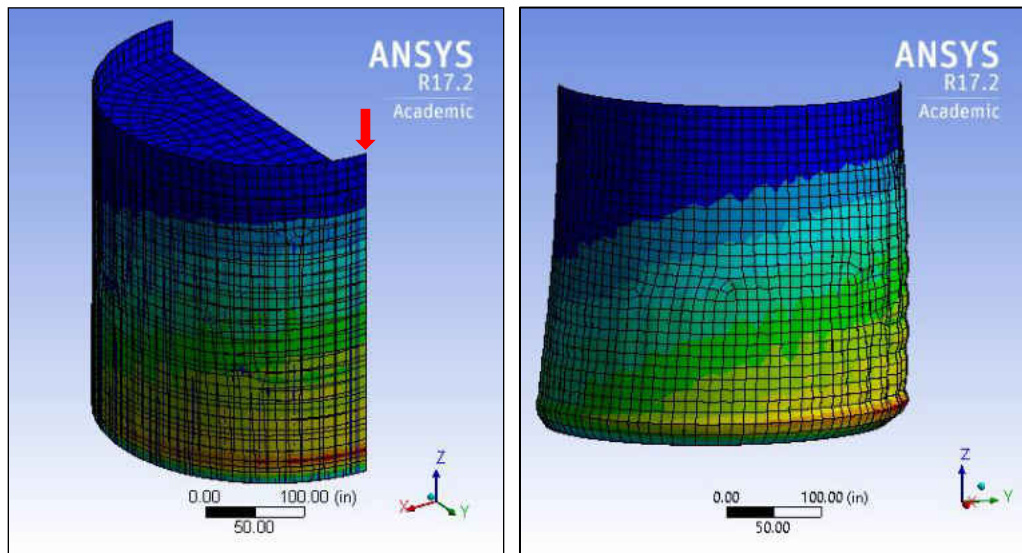 ANSYS
R17.2
Academic
Z
X
Y
0.00 100.00 (in)
50.00
ANSYS
R17.2
Academic
Z
X
Y
0.00 100.00 (in)
50.00